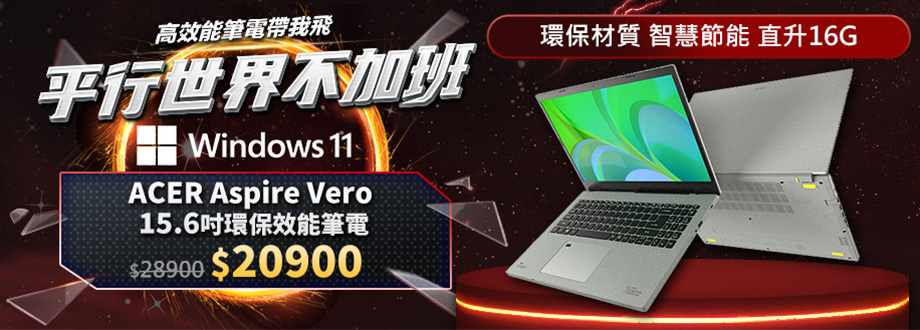 高效能筆電帶我飛
平行世界不加班
Windows 11
ACER Aspire Vero
15.6吋環保效能筆電
$28900 $20900
環保材質 智慧節能 直升16G